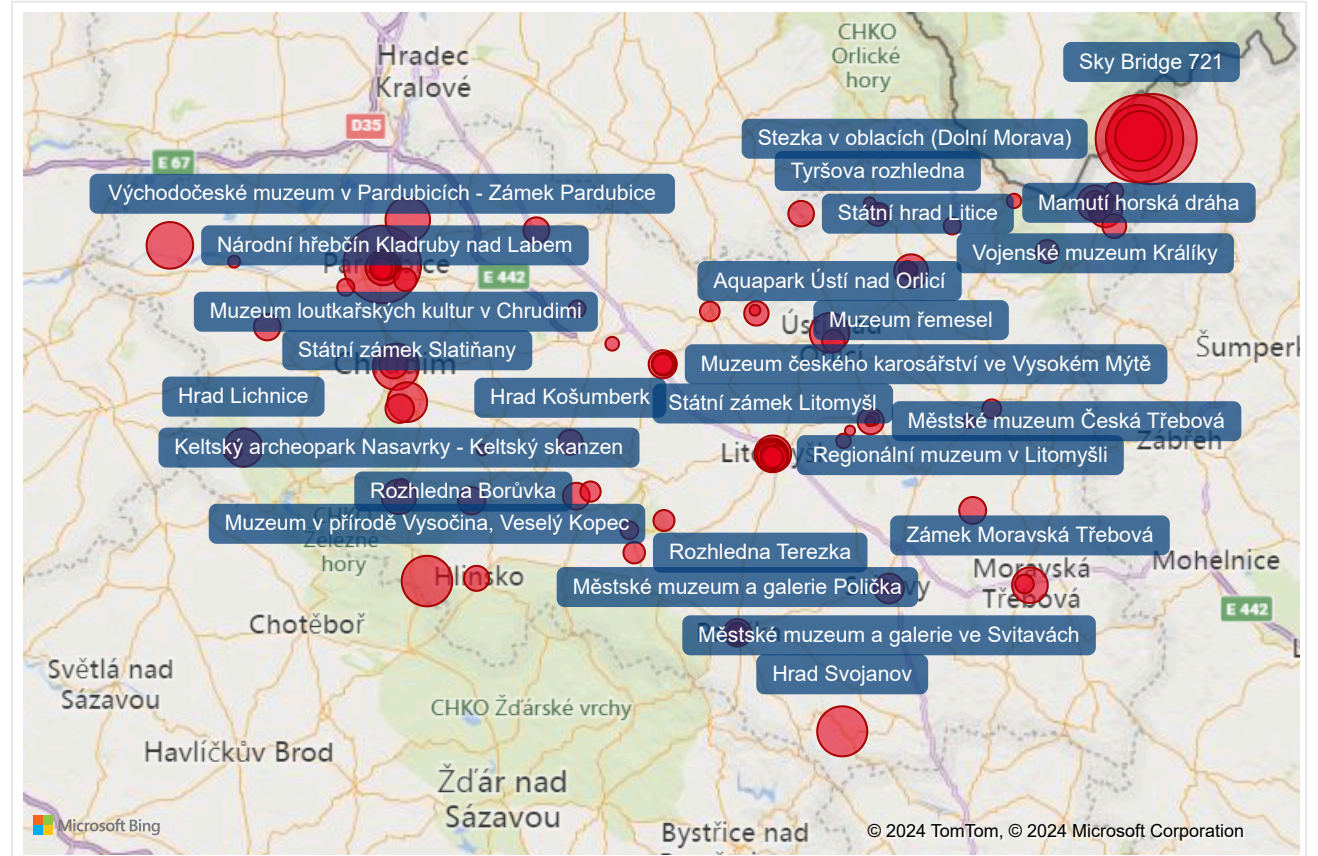 CHKO
Orlické
hory
Hradec
Kralové
Sky Bridge 721
D35
Stezka v oblacích (Dolní Morava)
E 67
Tyršova rozhledna
Východočeské muzeum v Pardubicích - Zámek Pardubice
Mamutí horská dráha
Státní hrad Litice
Národní hřebčín Kladruby nad Labem
Vojenské muzeum Králíky
E 442
Aquapark Ústí nad Orlicí
Muzeum loutkařských kultur v Chrudimi
Muzeum řemesel
Šumperk
Státní zámek Slatiňany
Muzeum českého karosářství ve Vysokém Mýtě
Hrad Lichnice
Hrad Košumberk
Státní zámek Litomyšl
Městské muzeum Česká Třebová
Zábřeh
Keltský archeopark Nasavrky - Keltský skanzen
Regionální muzeum v Litomyšli
Rozhledna Borůvka
Muzeum v přírodě Vysočina, Veselý Kopec
CHKO
Železné
hory
Zámek Moravská Třebová
Rozhledna Terezka
Mohelnice
Moravská
Třebová
Hlinsko
Městské muzeum a galerie Polička
E 442
Chotěboř
Městské muzeum a galerie ve Svitavách
Světlá nad
Sázavou
Hrad Svojanov
CHKO Žďárské vrchy
Havlíčkův Brod
Žďár nad
Sázavou
Microsoft Bing
Bystřice nad
© 2024 TomTom, © 2024 Microsoft Corporation